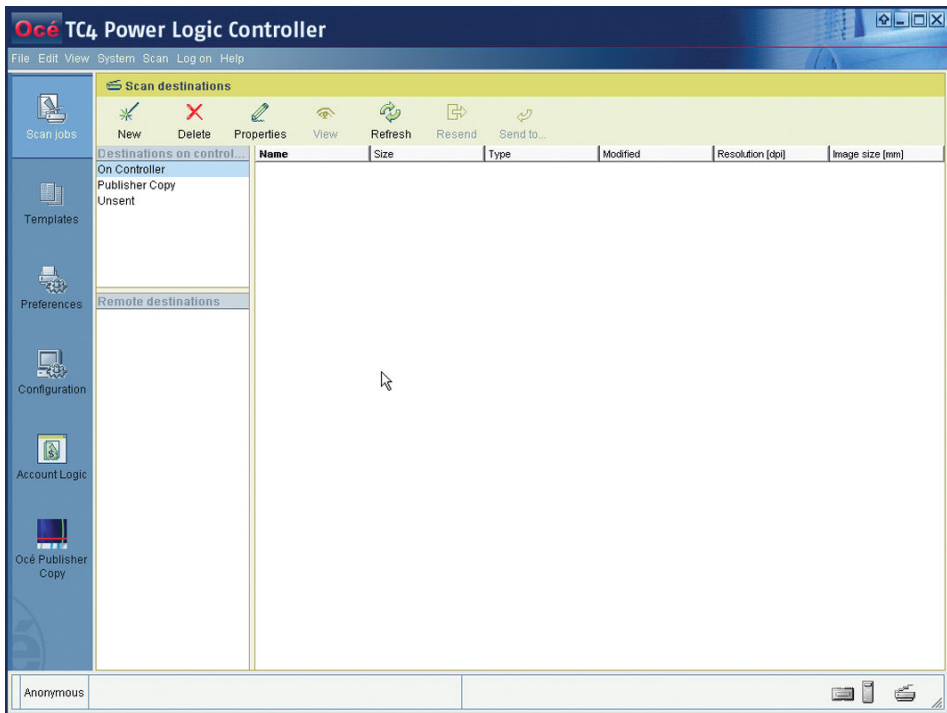 Océ TC4 Power Logic Controller
File Edit View System Scan Log on Help
Scan destinations
New Delete Properties View Refresh Resend Send to...
Destinations on control...
Name Size Type Modified Resolution [dpi] Image size [mm]
On Controller
Publisher Copy
Unsent
Remote destinations
Scan jobs
Templates
Preferences
Configuration
Account Logic
Océ Publisher
Copy
Anonymous